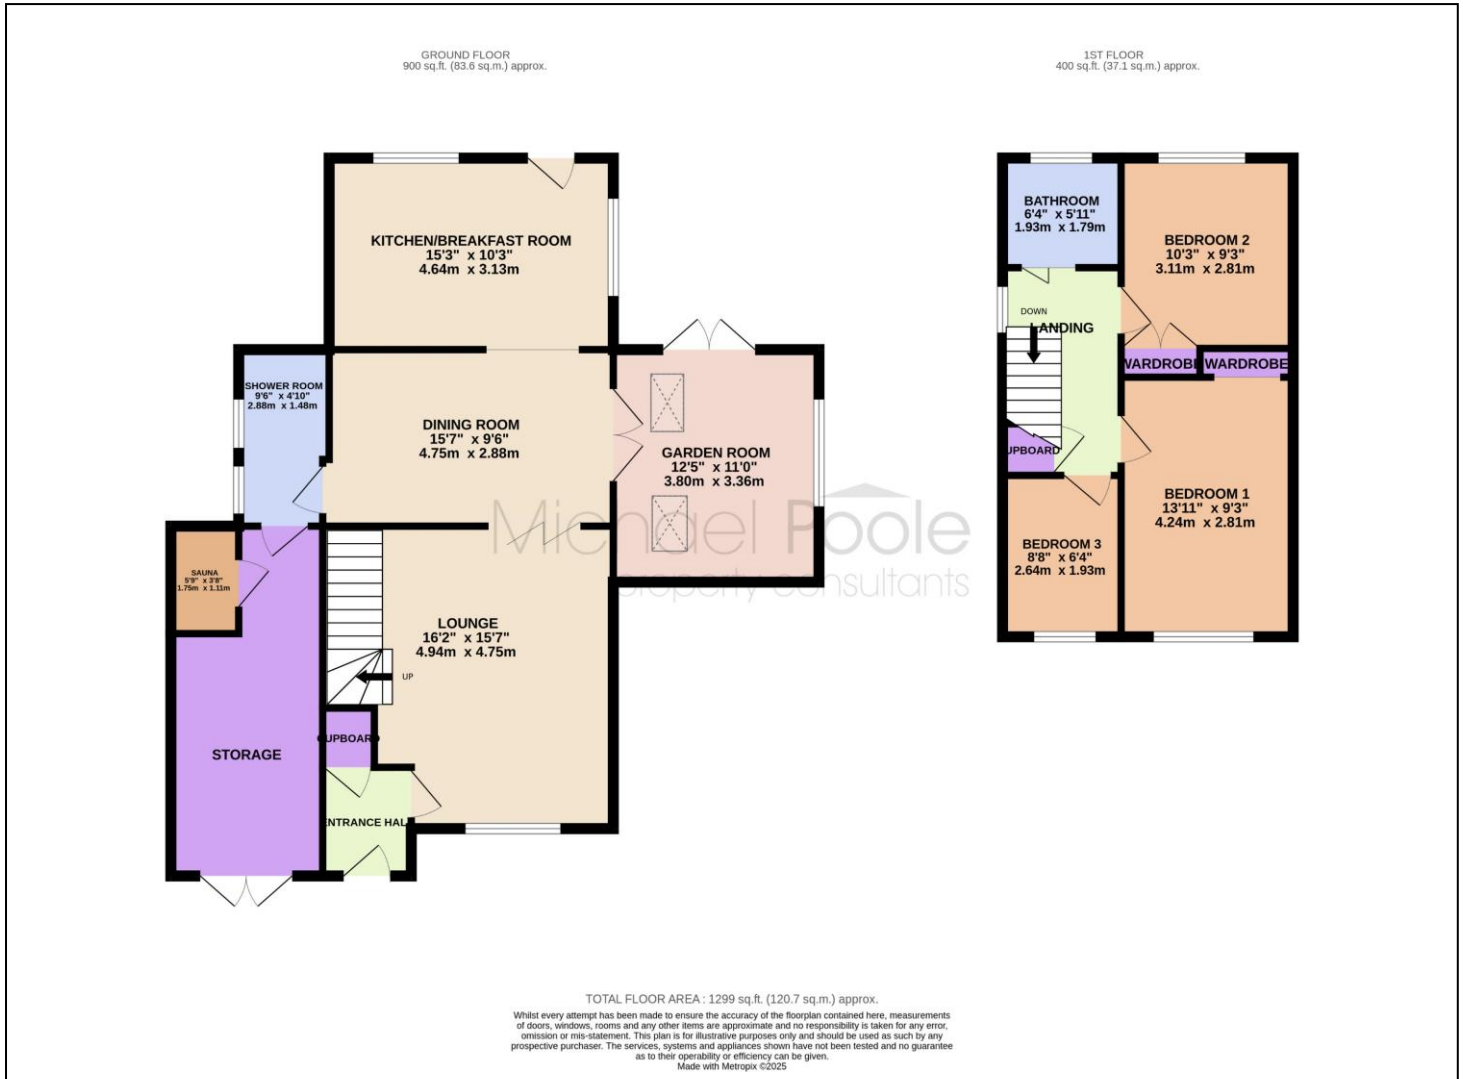 GROUND FLOOR
900 sq.ft. (83.6 sq.m.) approx.
1ST FLOOR
400 sq.ft. (37.1 sq.m.) approx.
KITCHEN/BREAKFAST ROOM
15'3" x 10'3"
4.64m x 3.13m
SHOWER ROOM
9'6" x 4'10"
2.88m x 1.48m
DINING ROOM
15'7" x 9'6"
4.75m x 2.88m
GARDEN ROOM
12'5" x 11'0"
3.80m x 3.36m
SAUNA
5'9" x 3'8"
1.75m x 1.11m
LOUNGE
16'2" x 15'7"
4.94m x 4.75m
UP
CUPBOARD
STORAGE
ENTRANCE HALL
BATHROOM
6'4" x 5'11"
1.93m x 1.79m
BEDROOM 2
10'3" x 9'3"
3.11m x 2.81m
DOWN
LANDING
WARDROBE
WARDROBE
UPBOARD
BEDROOM 1
13'11" x 9'3"
4.24m x 2.81m
BEDROOM 3
8'8" x 6'4"
2.64m x 1.93m
Michael Poole
property consultants
TOTAL FLOOR AREA : 1299 sq.ft. (120.7 sq.m.) approx.
Whilst every attempt has been made to ensure the accuracy of the floorplan contained here, measurements
of doors, windows, rooms and any other items are approximate and no responsibility is taken for any error,
omission or mis-statement. This plan is for illustrative purposes only and should be used as such by any
prospective purchaser. The services, systems and appliances shown have not been tested and no guarantee
as to their operability or efficiency can be given.
Made with Metropix ©2025